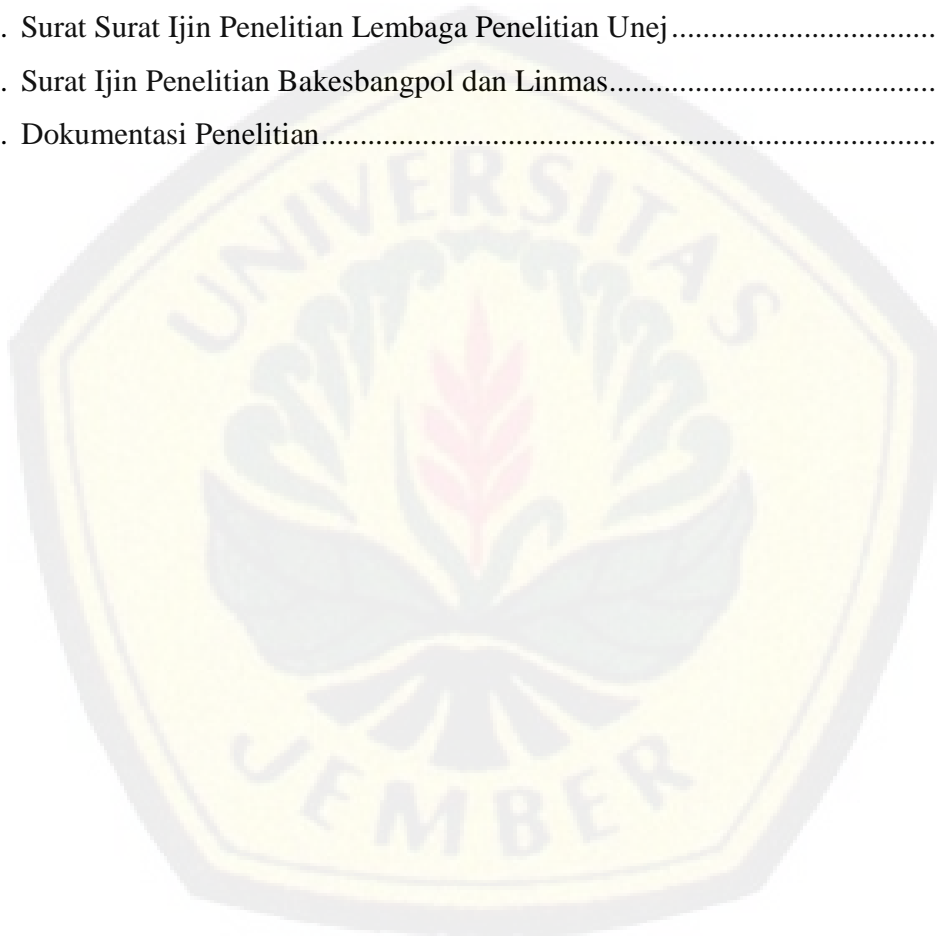 . Surat Surat Ijin Penelitian Lembaga Penelitian Unej..................................
. Surat Ijin Penelitian Bakesbangpol dan Linmas.........................................
. Dokumentasi Penelitian.............................................................................
UNIVERSITAS
JEMBER